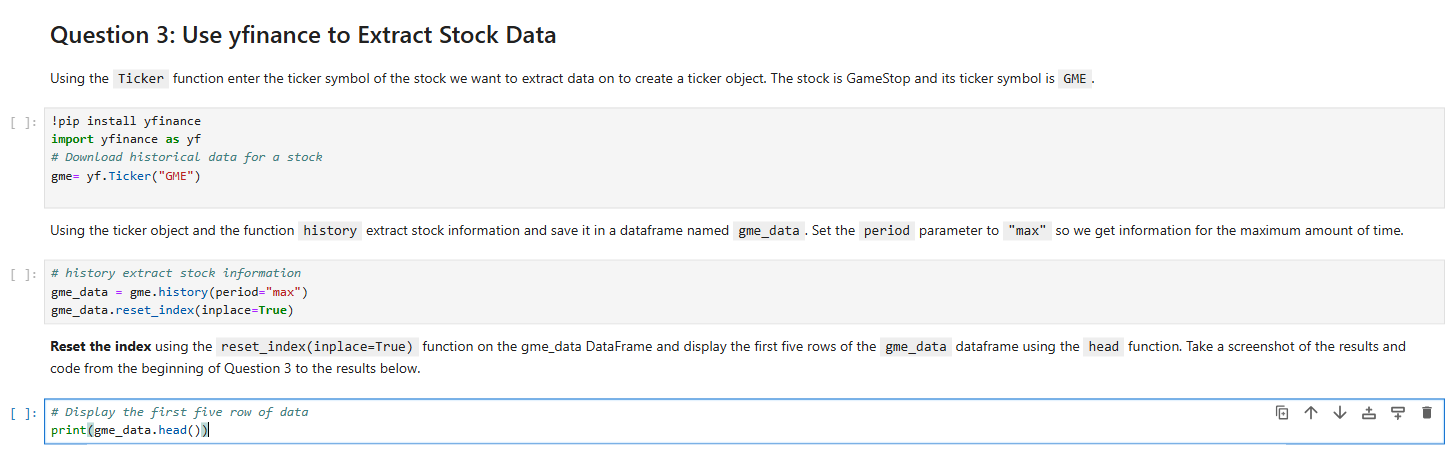 Question 3: Use yfinance to Extract Stock Data
Using the Ticker function enter the ticker symbol of the stock we want to extract data on to create a ticker object. The stock is GameStop and its ticker symbol is GME .
[ ]: !pip install yfinance
import yfinance as yf
# Download historical data for a stock
gme= yf.Ticker("GME")
Using the ticker object and the function history extract stock information and save it in a dataframe named gme_data . Set the period parameter to "max" so we get information for the maximum amount of time.
[ ]: # history extract stock information
gme_data = gme.history(period="max")
gme_data.reset_index(inplace=True)
Reset the index using the reset_index(inplace=True) function on the gme_data DataFrame and display the first five rows of the gme_data dataframe using the head function. Take a screenshot of the results and
code from the beginning of Question 3 to the results below.
[ ]: # Display the first five row of data
print(gme_data.head())